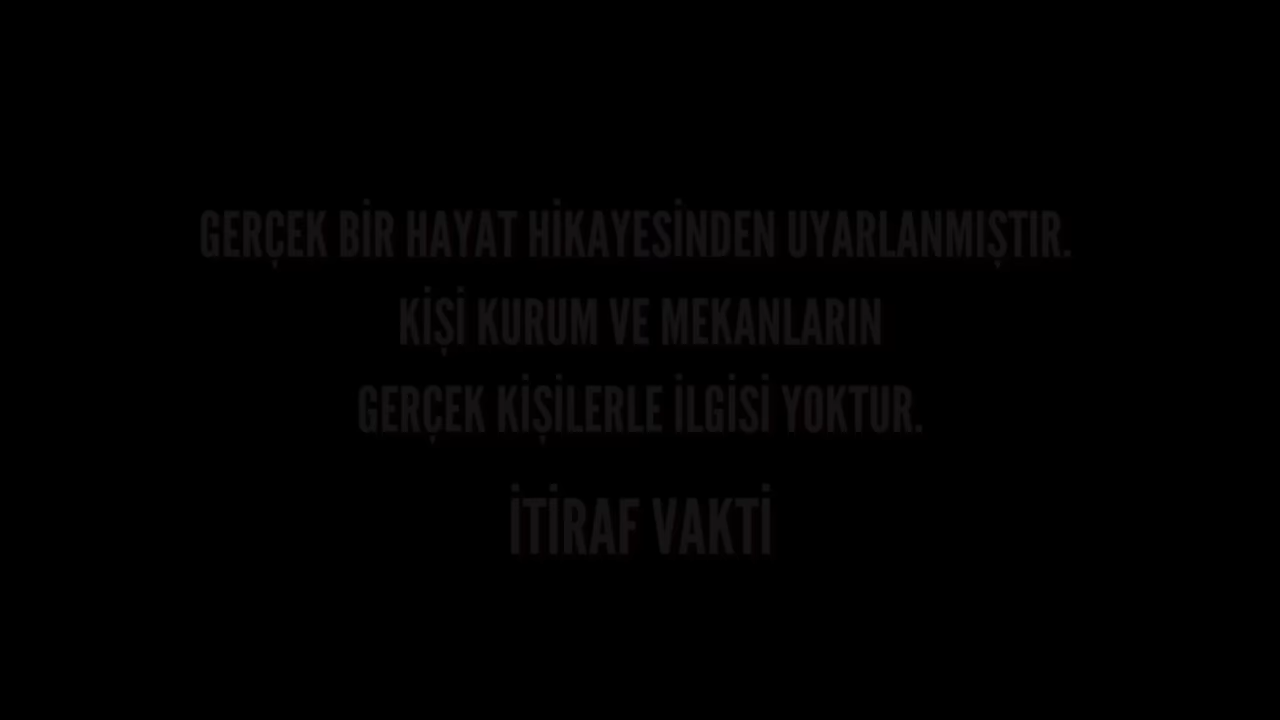 GERÇEK BİR HAYAT HİKAYESİNDEN UYARLANMIŞTIR.
KİŞİ KURUM VE MEKANLARIN
GERÇEK KİŞİLERLE İLGİSİ YOKTUR.
İTİRAF VAKTİ